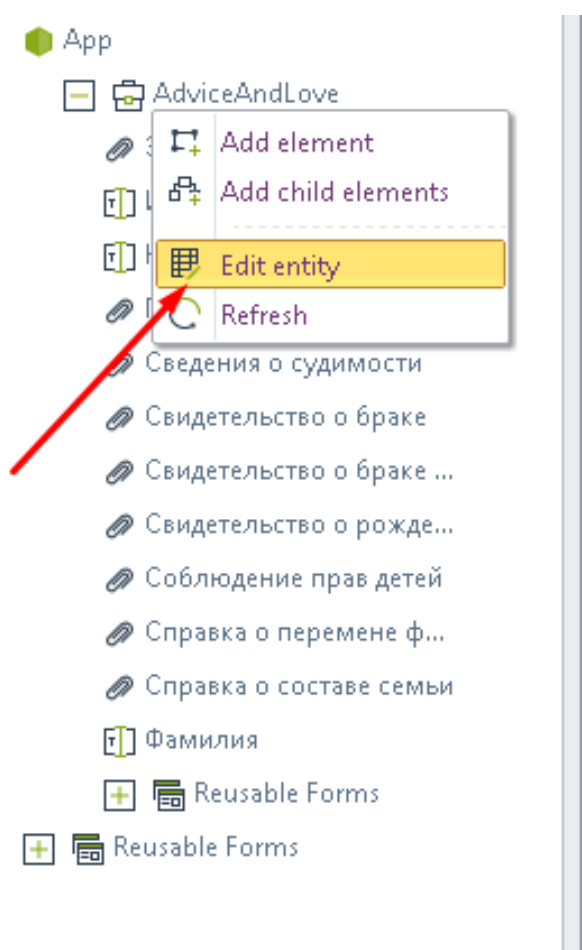 App
AdviceAndLove
Add element
Add child elements
Edit entity
Refresh
Сведения о судимости
Свидетельство о браке
Свидетельство о браке ...
Свидетельство о рожде...
Соблюдение прав детей
Справка о перемене ф...
Справка о составе семьи
Фамилия
Reusable Forms
Reusable Forms